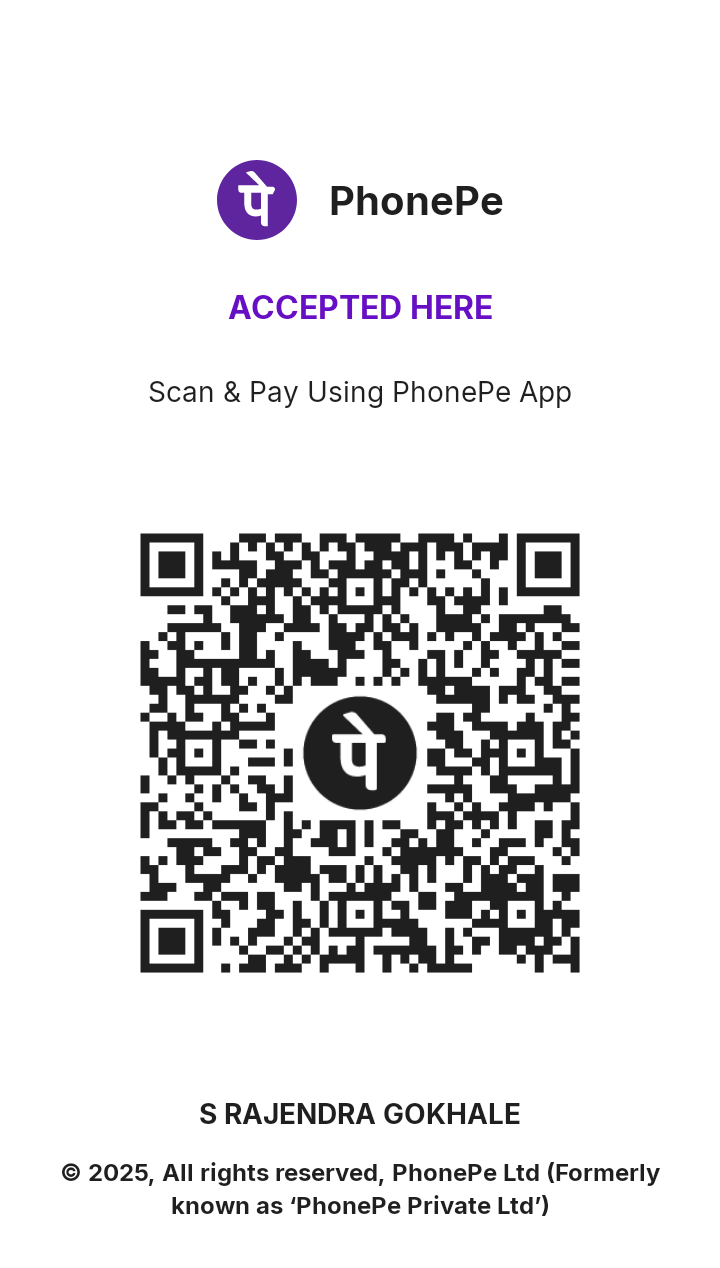 पे PhonePe
ACCEPTED HERE
Scan & Pay Using PhonePe App
पे
S RAJENDRA GOKHALE
© 2025, All rights reserved, PhonePe Ltd (Formerly
known as ‘PhonePe Private Ltd’)